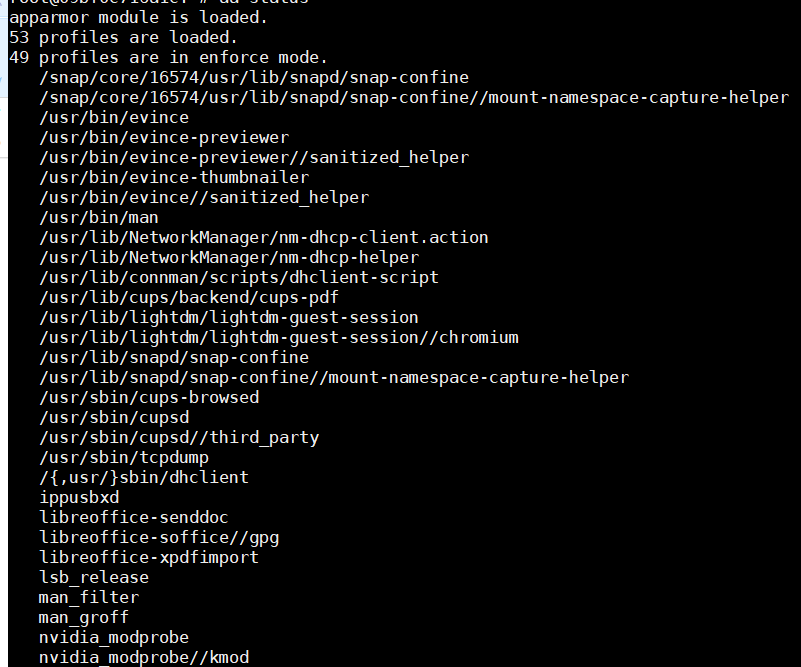 apparmor module is loaded.
53 profiles are loaded.
49 profiles are in enforce mode.
/snap/core/16574/usr/lib/snapd/snap-confine
/snap/core/16574/usr/lib/snapd/snap-confine//mount-namespace-capture-helper
/usr/bin/evince
/usr/bin/evince-previewer
/usr/bin/evince-previewer//sanitized_helper
/usr/bin/evince-thumbnailer
/usr/bin/evince//sanitized_helper
/usr/bin/man
/usr/lib/NetworkManager/nm-dhcp-client.action
/usr/lib/NetworkManager/nm-dhcp-helper
/usr/lib/connman/scripts/dhclient-script
/usr/lib/cups/backend/cups-pdf
/usr/lib/lightdm/lightdm-guest-session
/usr/lib/lightdm/lightdm-guest-session//chromium
/usr/lib/snapd/snap-confine
/usr/lib/snapd/snap-confine//mount-namespace-capture-helper
/usr/sbin/cups-browsed
/usr/sbin/cupsd
/usr/sbin/cupsd//third_party
/usr/sbin/tcpdump
/{,usr/}sbin/dhclient
ippusbxd
libreoffice-senddoc
libreoffice-soffice//gpg
libreoffice-xpdfimport
lsb_release
man_filter
man_groff
nvidia_modprobe
nvidia_modprobe//kmod